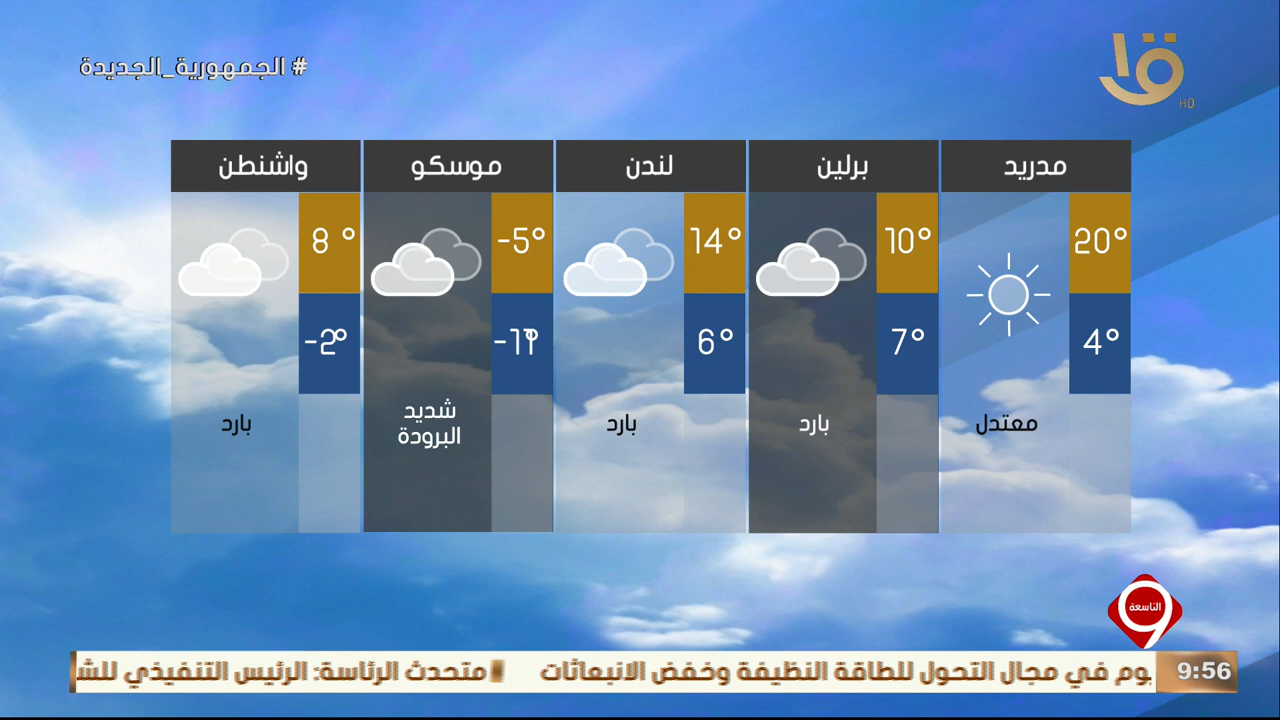 # الجمهورية_الجديدة
HD
مدريد
20°
4°
معتدل
برلين
10°
7°
بارد
لندن
14°
6°
بارد
موسكو
-5°
-11°
شديد
البرودة
واشنطن
8 °
-2°
بارد
التاسعة
9
9:56
يوم في مجال التحول للطاقة النظيفة وخفض الانبعاثات
متحدث الرئاسة: الرئيس التنفيذي للش